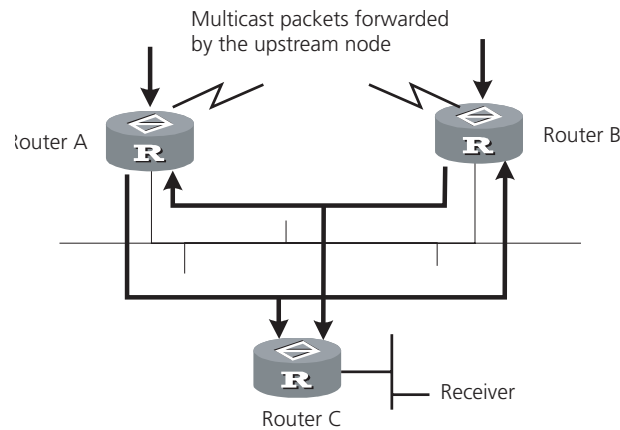 Multicast packets forwarded
by the upstream node
Router A
Router B
R
R
R
Receiver
Router C